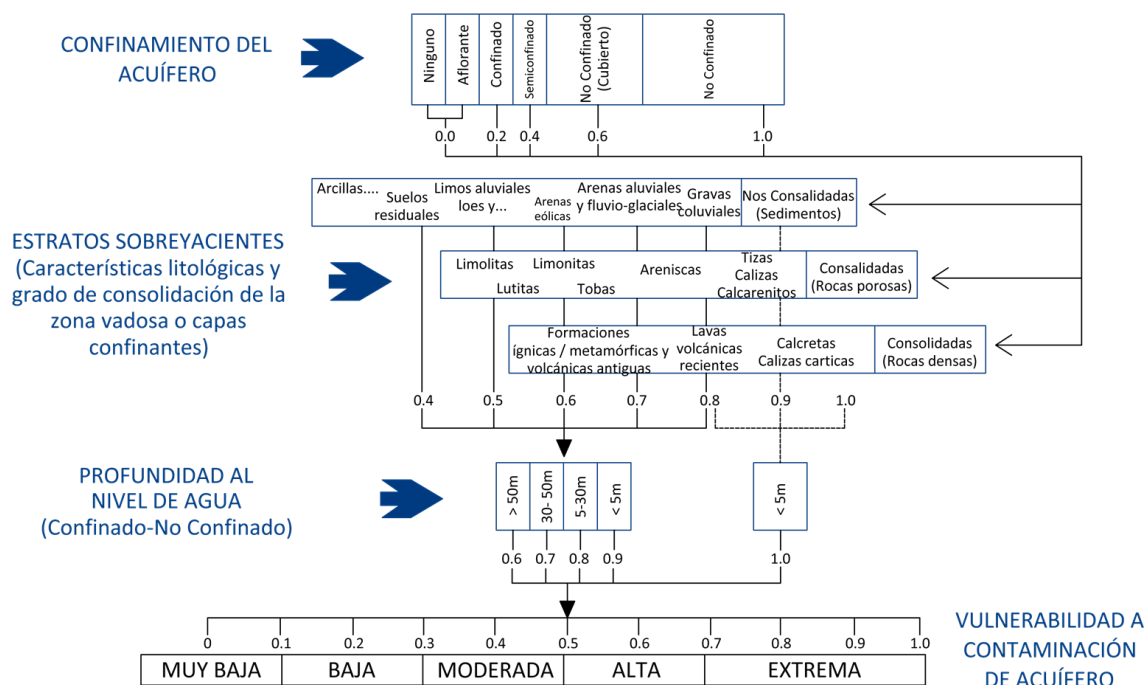 CONFINAMIENTO DEL
ACUÍFERO
Ninguno
Aflorante
Confinado
Semiconfinado
No Confinado
(Cubierto)
No Confinado
0.0
0.2
0.4
0.6
1.0
ESTRATOS SOBREYACIENTES
(Características litológicas y
grado de consolidación de la
zona vadosa o capas
confinantes)
Arcillas....
Suelos
residuales
Limos aluviales
loes y...
Arenas
eólicas
Arenas aluviales
y fluvio-glaciales
Gravas
coluviales
Nos Consalidadas
(Sedimentos)
Limolitas
Lutitas
Limonitas
Tobas
Areniscas
Tizas
Calizas
Calcarenitos
Consalidadas
(Rocas porosas)
Formaciones
ígnicas / metamórficas y
volcánicas antiguas
Lavas
volcánicas
recientes
Calcretas
Calizas carticas
Consolidadas
(Rocas densas)
0.4
0.5
0.6
0.7
0.8
0.9
1.0
PROFUNDIDAD AL
NIVEL DE AGUA
(Confinado-No Confinado)
> 50m
30- 50m
5-30m
< 5m
< 5m
0.6
0.7
0.8
0.9
1.0
0
0.1
0.2
0.3
0.4
0.5
0.6
0.7
0.8
0.9
1.0
MUY BAJA
BAJA
MODERADA
ALTA
EXTREMA
VULNERABILIDAD A
CONTAMINACIÓN
DE ACUÍFERO